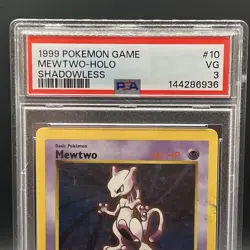 1999 POKEMON GAME #10
MEWTWO-HOLO VG
SHADOWLESS 3
PSA 144286936
Basic Pokémon
Mewtwo